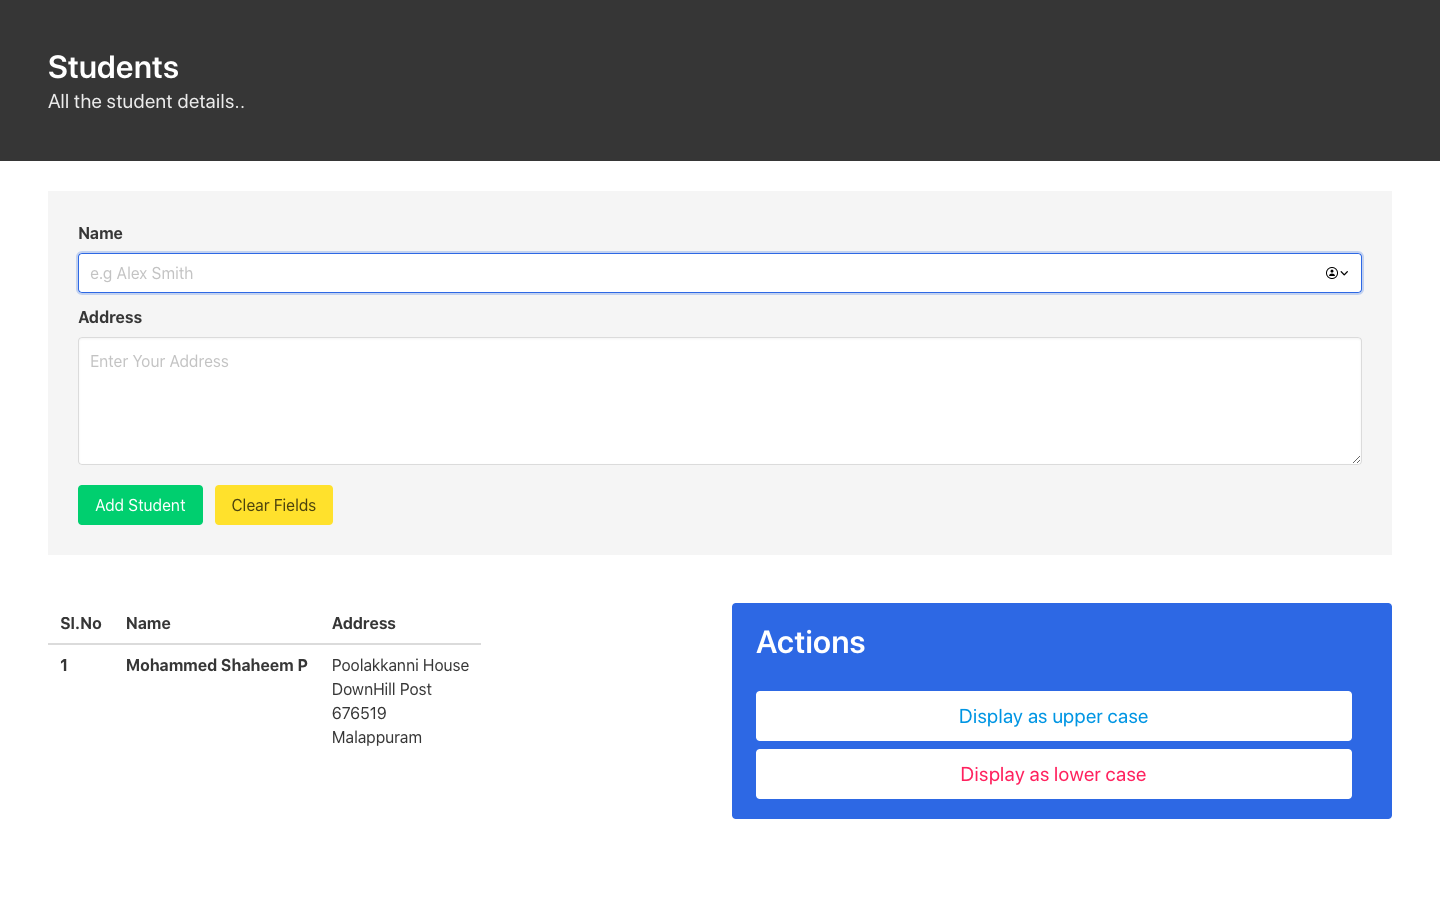 Students
All the student details..
Name
e.g Alex Smith
Address
Enter Your Address
Add Student Clear Fields
Sl.No Name Address
1 Mohammed Shaheem P Poolakkanni House
DownHill Post
676519
Malappuram
Actions
Display as upper case
Display as lower case